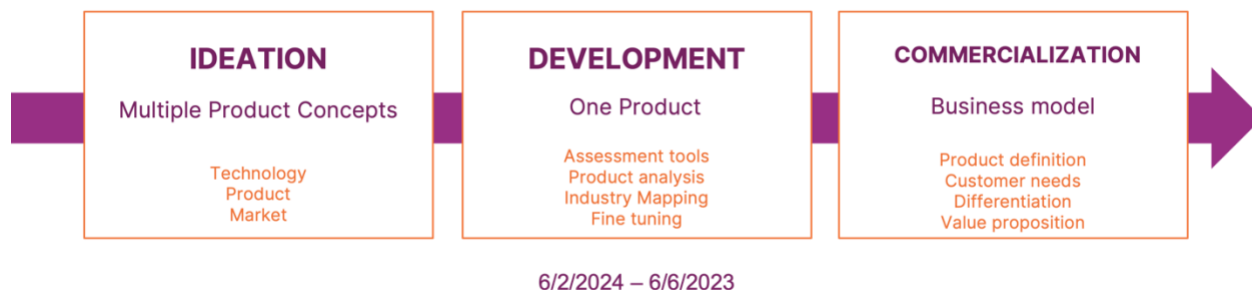 IDEATION
Multiple Product Concepts
Technology
Product
Market
DEVELOPMENT
One Product
Assessment tools
Product analysis
Industry Mapping
Fine tuning
COMMERCIALIZATION
Business model
Product definition
Customer needs
Differentiation
Value proposition
6/2/2024 – 6/6/2023